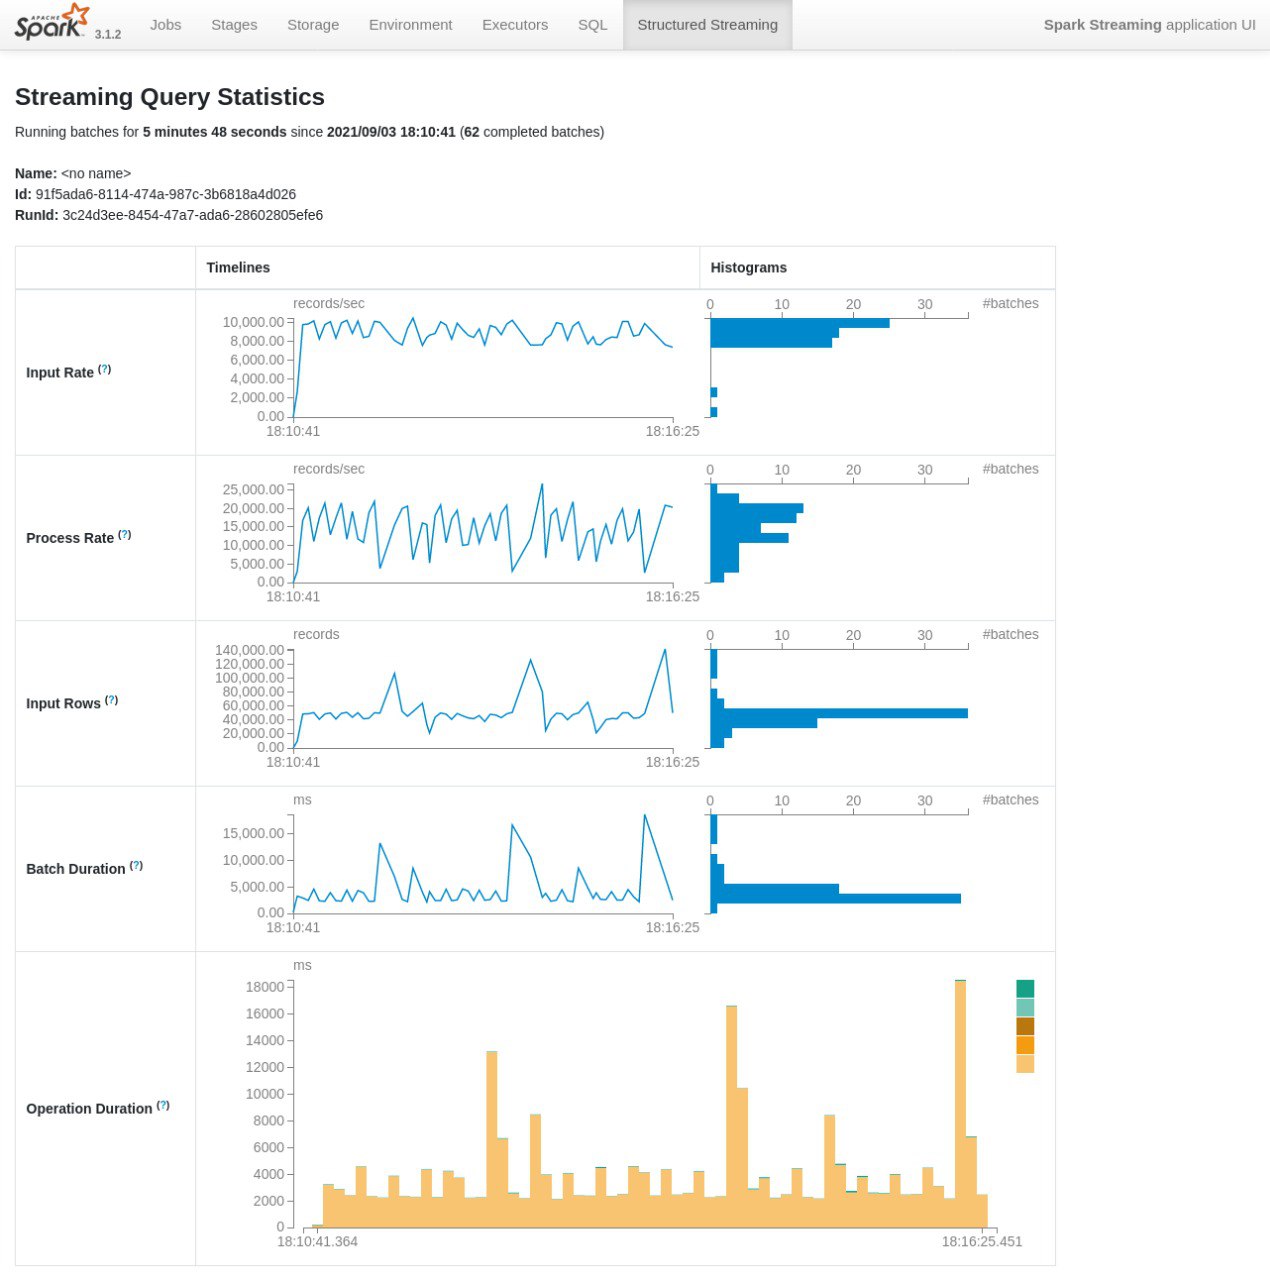 APACHE
Spark 3.1.2 Jobs Stages Storage Environment Executors SQL Structured Streaming Spark Streaming application UI
Streaming Query Statistics
Running batches for 5 minutes 48 seconds since 2021/09/03 18:10:41 (62 completed batches)
Name: <no name>
Id: 91f5ada6-8114-474a-987c-3b6818a4d026
RunId: 3c24d3ee-8454-47a7-ada6-28602805efe6
Timelines Histograms
Input Rate (?)
records/sec
10,000.00
8,000.00
6,000.00
4,000.00
2,000.00
0.00
18:10:41 18:16:25
0 10 20 30 #batches
Process Rate (?)
records/sec
25,000.00
20,000.00
15,000.00
10,000.00
5,000.00
0.00
18:10:41 18:16:25
0 10 20 30 #batches
Input Rows (?)
records
140,000.00
120,000.00
100,000.00
80,000.00
60,000.00
40,000.00
20,000.00
0.00
18:10:41 18:16:25
0 10 20 30 #batches
Batch Duration (?)
ms
15,000.00
10,000.00
5,000.00
0.00
18:10:41 18:16:25
0 10 20 30 #batches
Operation Duration (?)
ms
18000
16000
14000
12000
10000
8000
6000
4000
2000
0
18:10:41.364 18:16:25.451